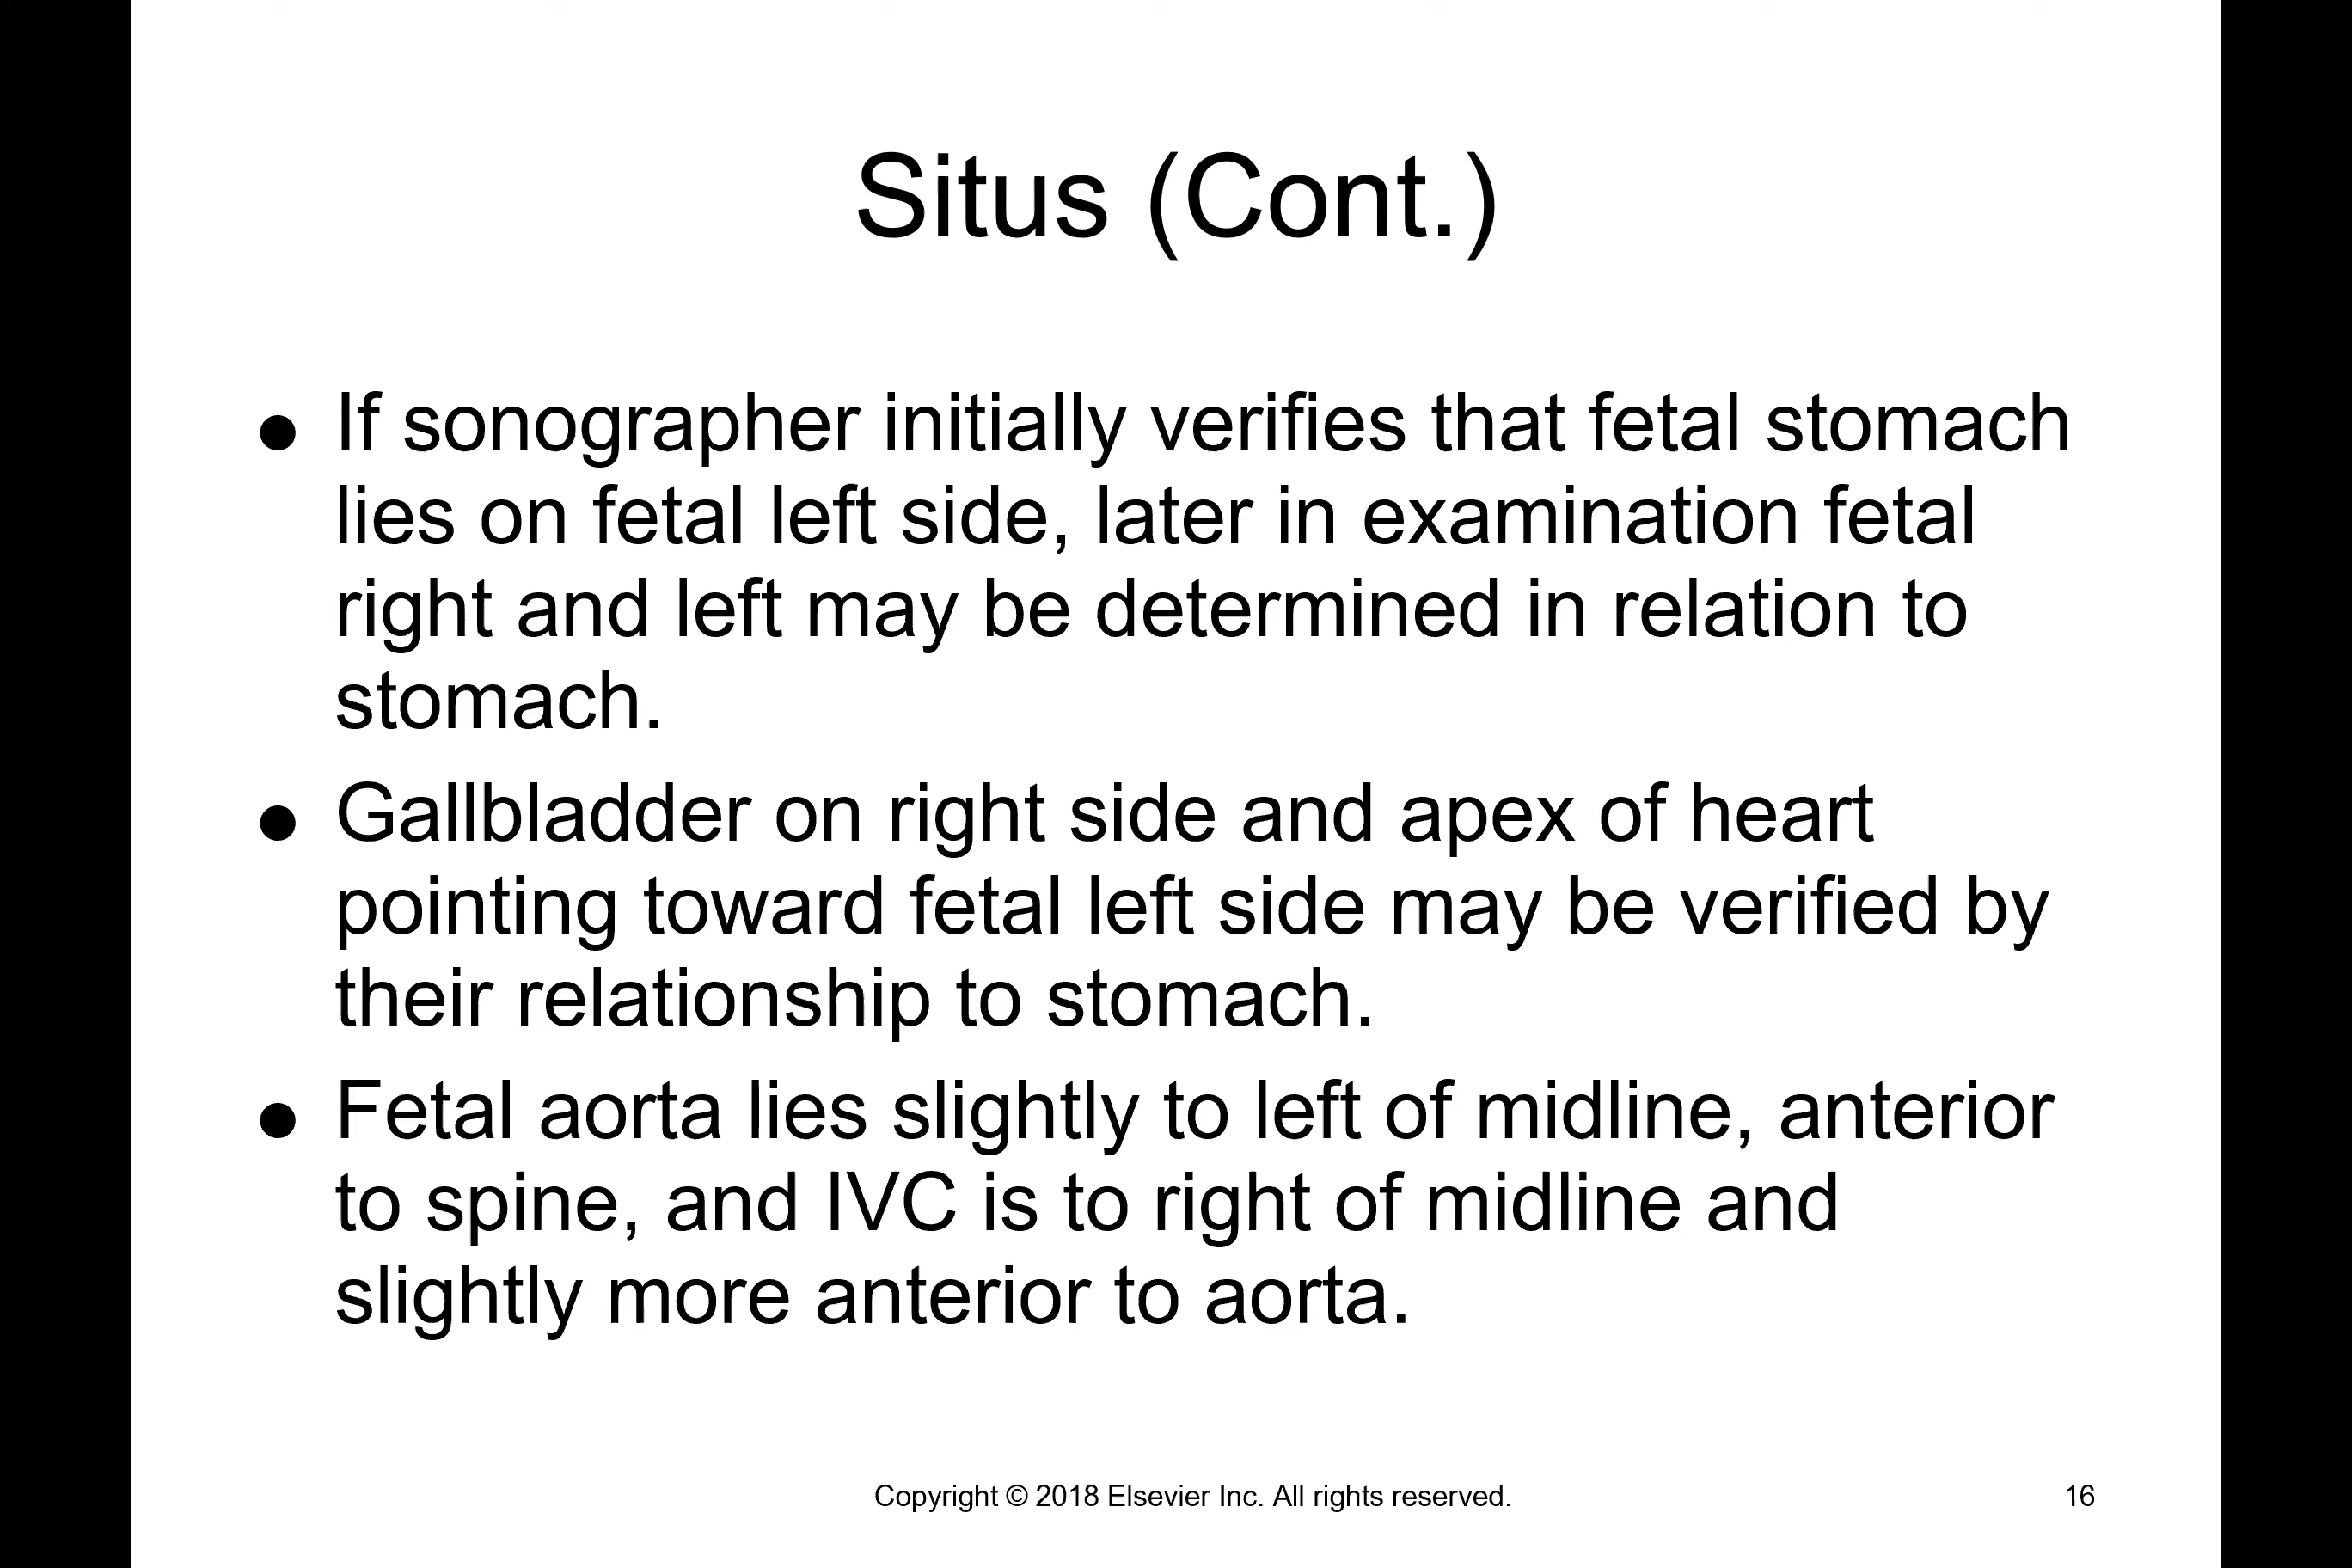 Situs (Cont.)
● If sonographer initially verifies that fetal stomach
lies on fetal left side, later in examination fetal
right and left may be determined in relation to
stomach.
● Gallbladder on right side and apex of heart
pointing toward fetal left side may be verified by
their relationship to stomach.
● Fetal aorta lies slightly to left of midline, anterior
to spine, and IVC is to right of midline and
slightly more anterior to aorta.
Copyright © 2018 Elsevier Inc. All rights reserved.
16